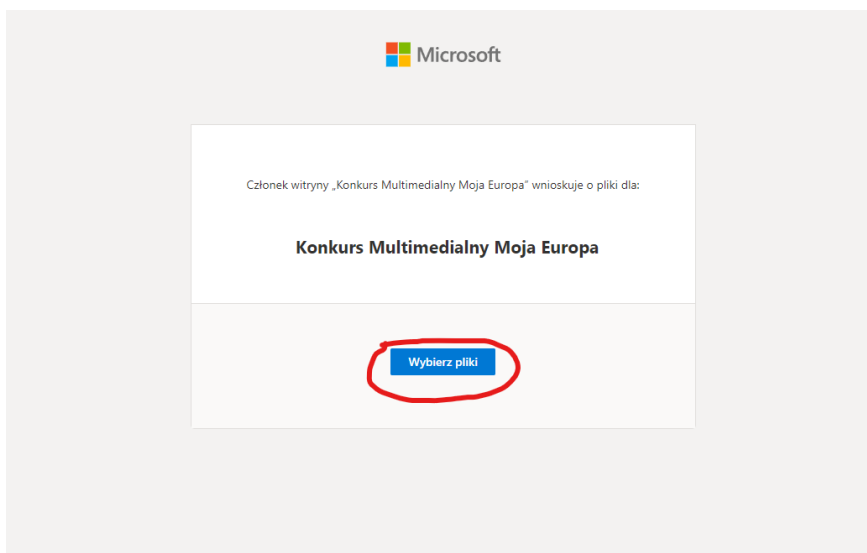 Microsoft
Członek witryny „Konkurs Multimedialny Moja Europa” wnioskuje o pliki dla:
Konkurs Multimedialny Moja Europa
Wybierz pliki